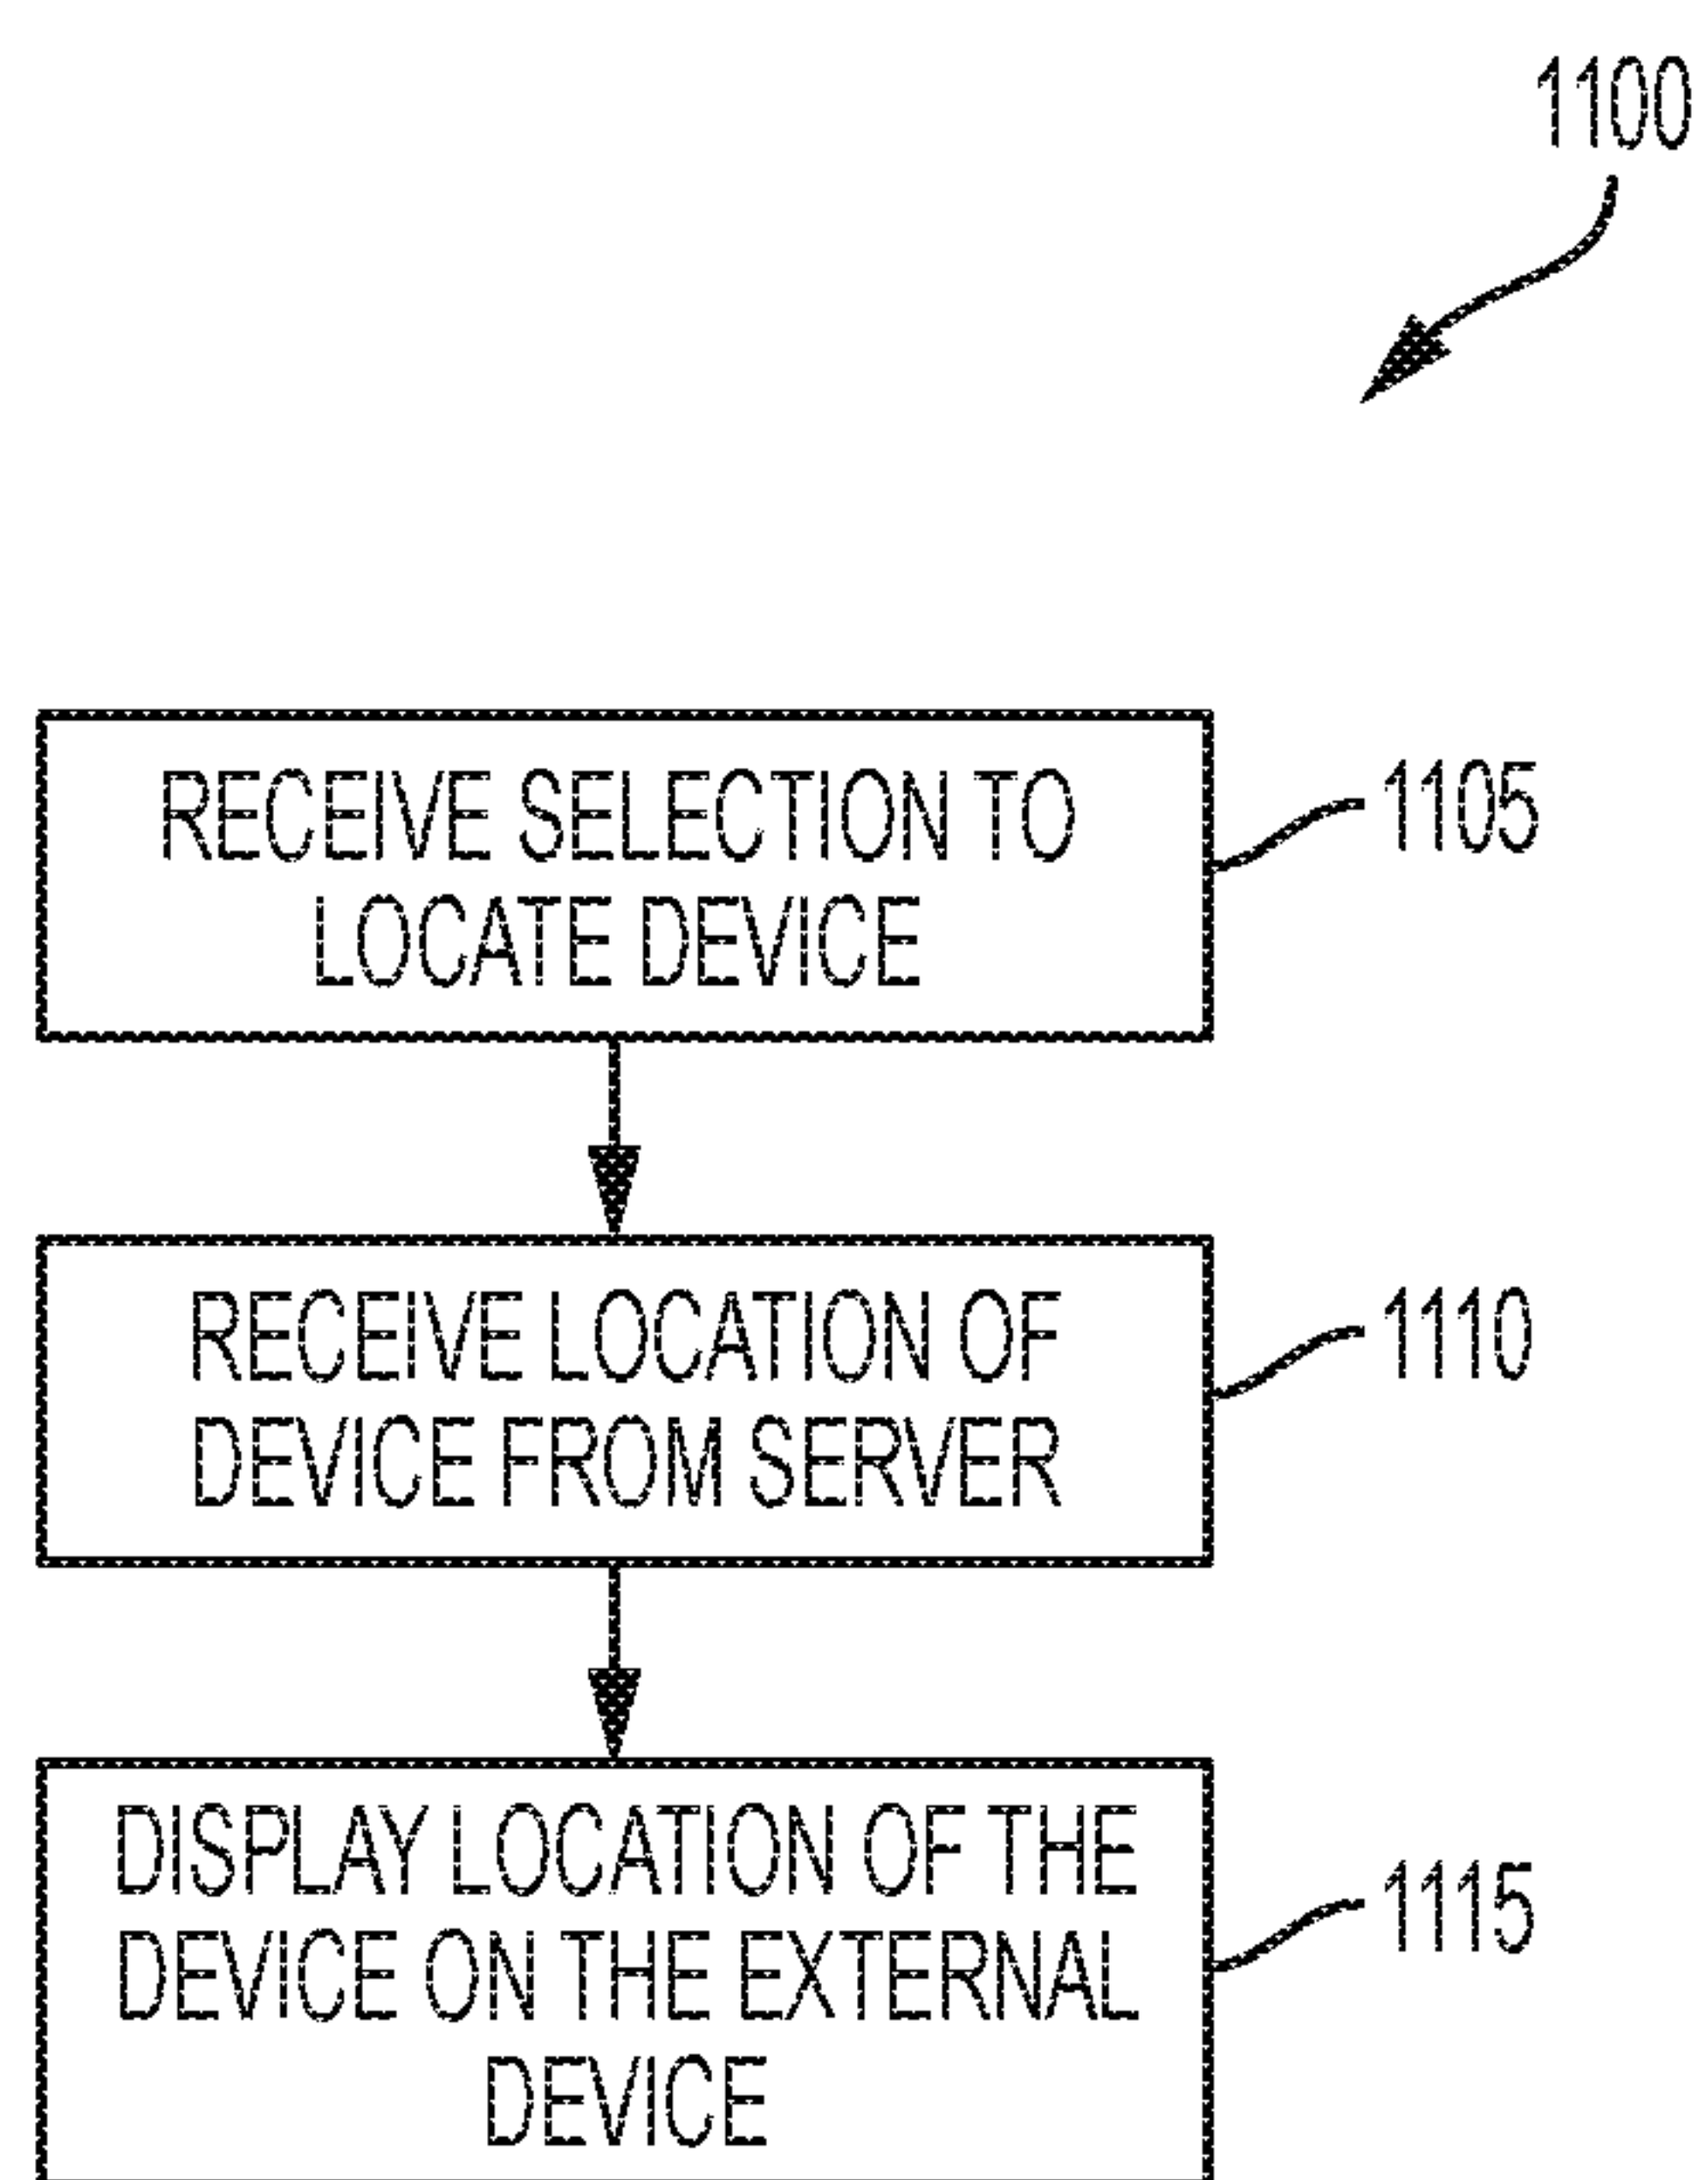 1100
RECEIVE SELECTION TO
LOCATE DEVICE
1105
RECEIVE LOCATION OF
DEVICE FROM SERVER
1110
DISPLAY LOCATION OF THE
DEVICE ON THE EXTERNAL
DEVICE
1115